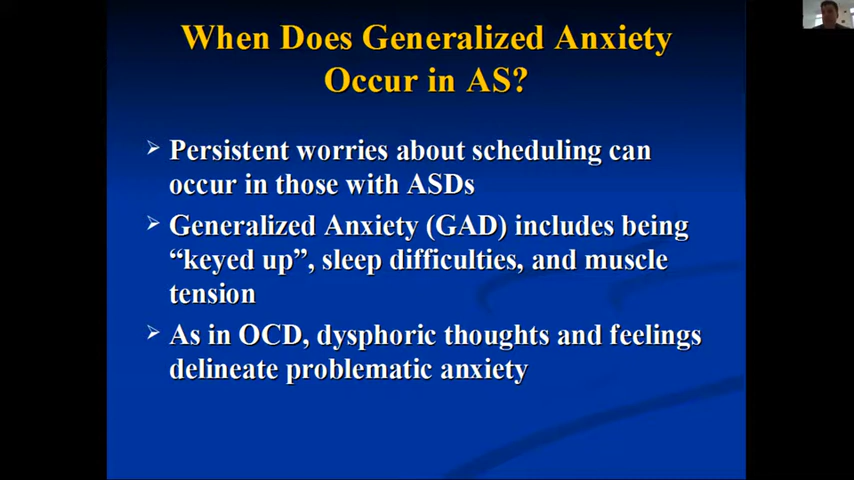 When Does Generalized Anxiety
Occur in AS?
Persistent worries about scheduling can
occur in those with ASDs
Generalized Anxiety (GAD) includes being
“keyed up”, sleep difficulties, and muscle
tension
As in OCD, dysphoric thoughts and feelings
delineate problematic anxiety